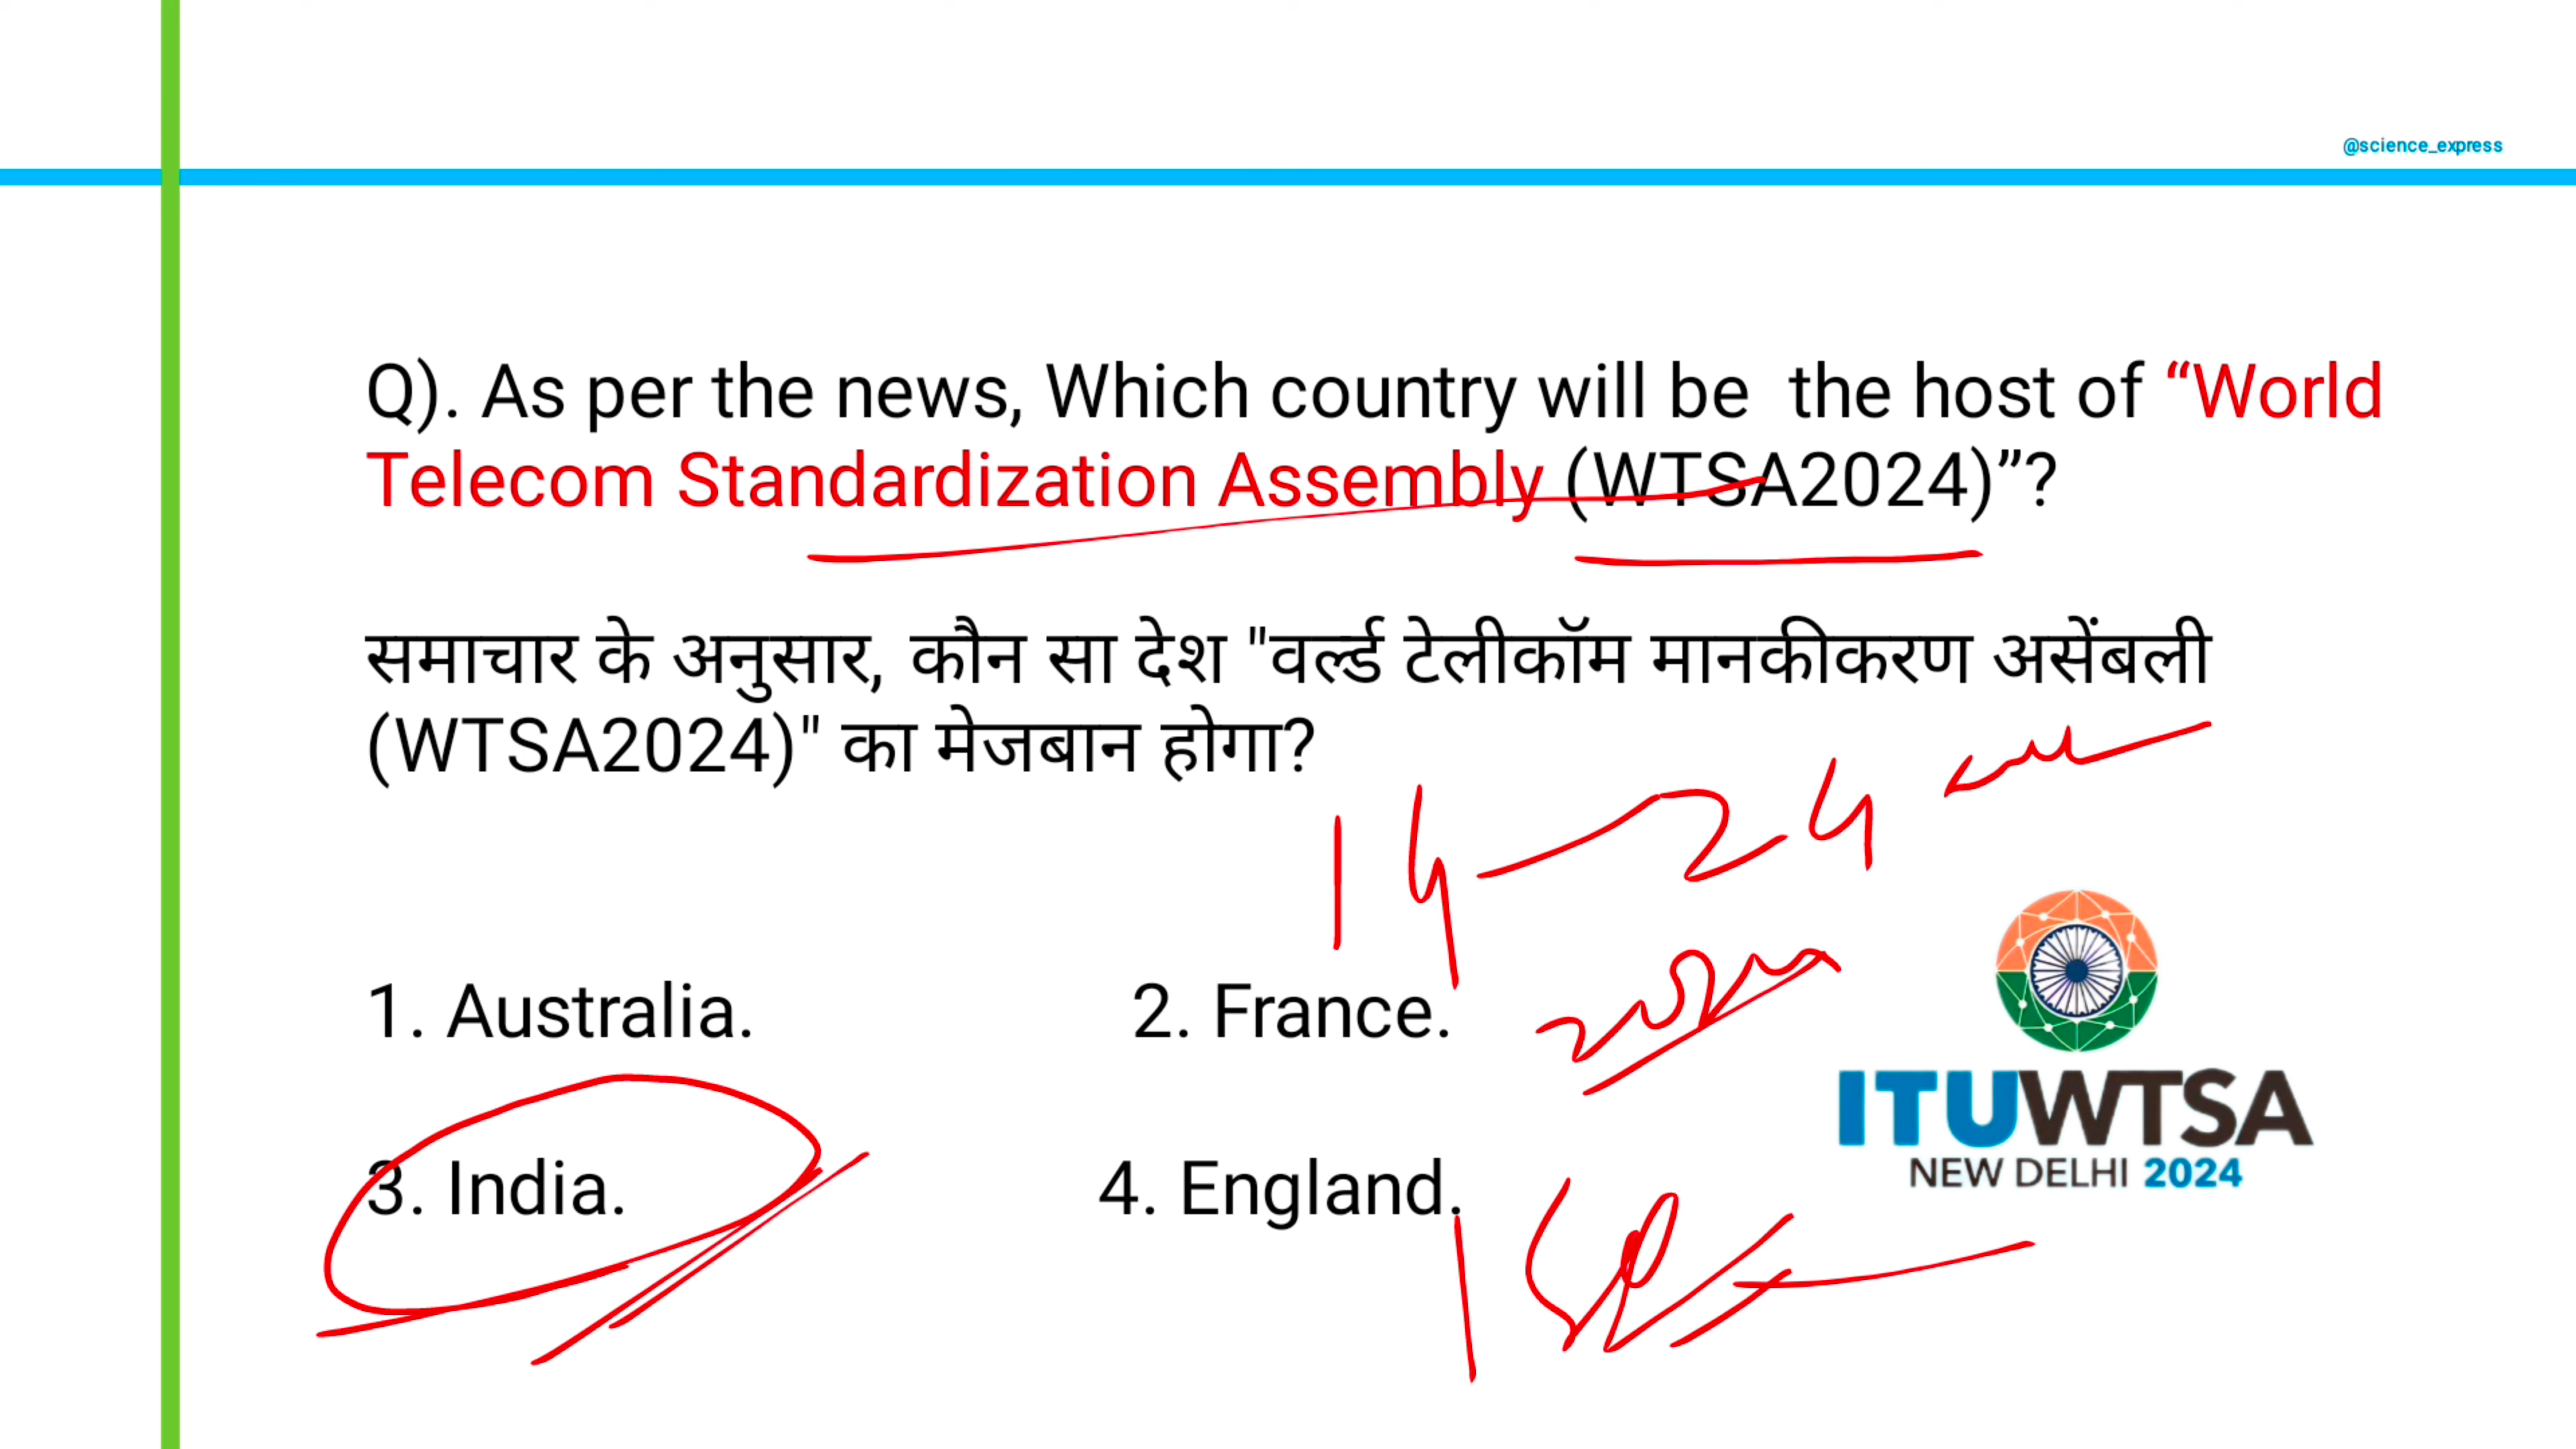 @science_express
Q). As per the news, Which country will be  the host of “World
Telecom Standardization Assembly (WTSA2024)”?
समाचार के अनुसार, कौन सा देश "वर्ल्ड टेलीकॉम मानकीकरण असेंबली
(WTSA2024)" का मेजबान होगा?
14-24
1. Australia.
2. France.
3. India.
4. England.
ITUWTSA
NEW DELHI 2024